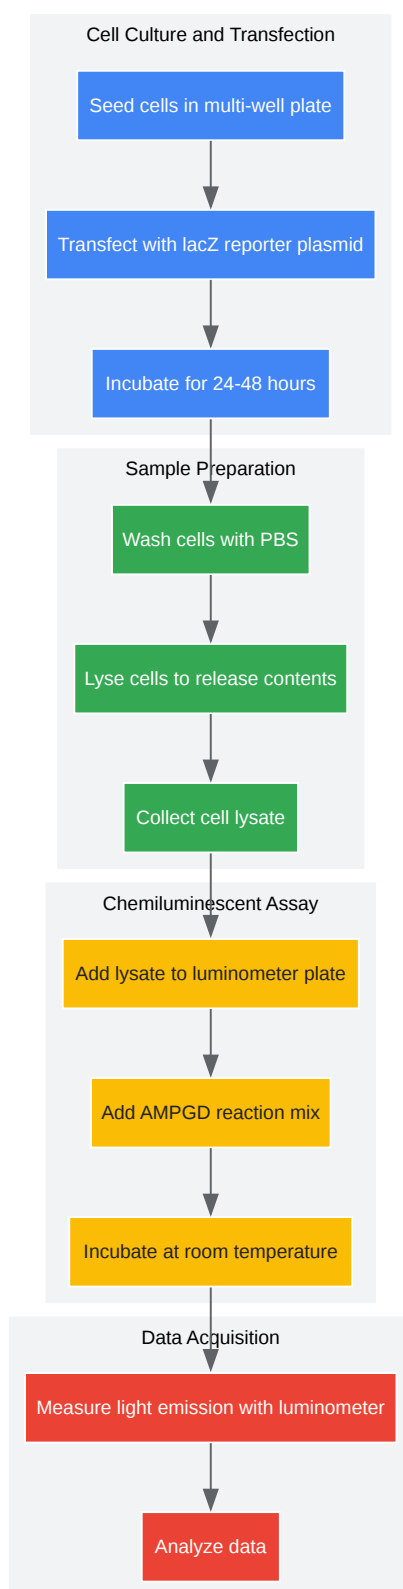 Cell Culture and Transfection
Seed cells in multi-well plate
Transfect with lacZ reporter plasmid
Incubate for 24-48 hours
Sample Preparation
Wash cells with PBS
Lyse cells to release contents
Collect cell lysate
Chemiluminescent Assay
Add lysate to luminometer plate
Add AMPGD reaction mix
Incubate at room temperature
Data Acquisition
Measure light emission with luminometer
Analyze data